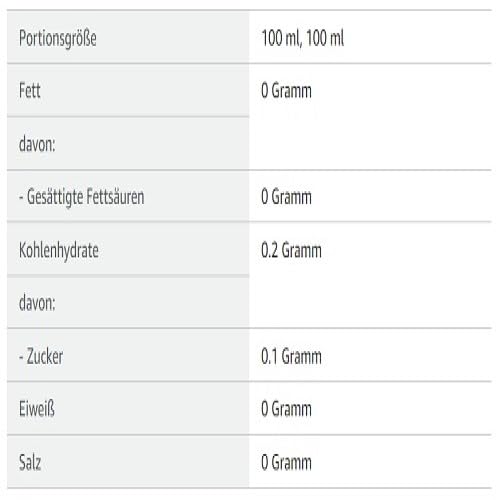 Portionsgröße 100 ml, 100 ml
Fett 0 Gramm
davon:
- Gesättigte Fettsäuren 0 Gramm
Kohlenhydrate 0.2 Gramm
davon:
- Zucker 0.1 Gramm
Eiweiß 0 Gramm
Salz 0 Gramm